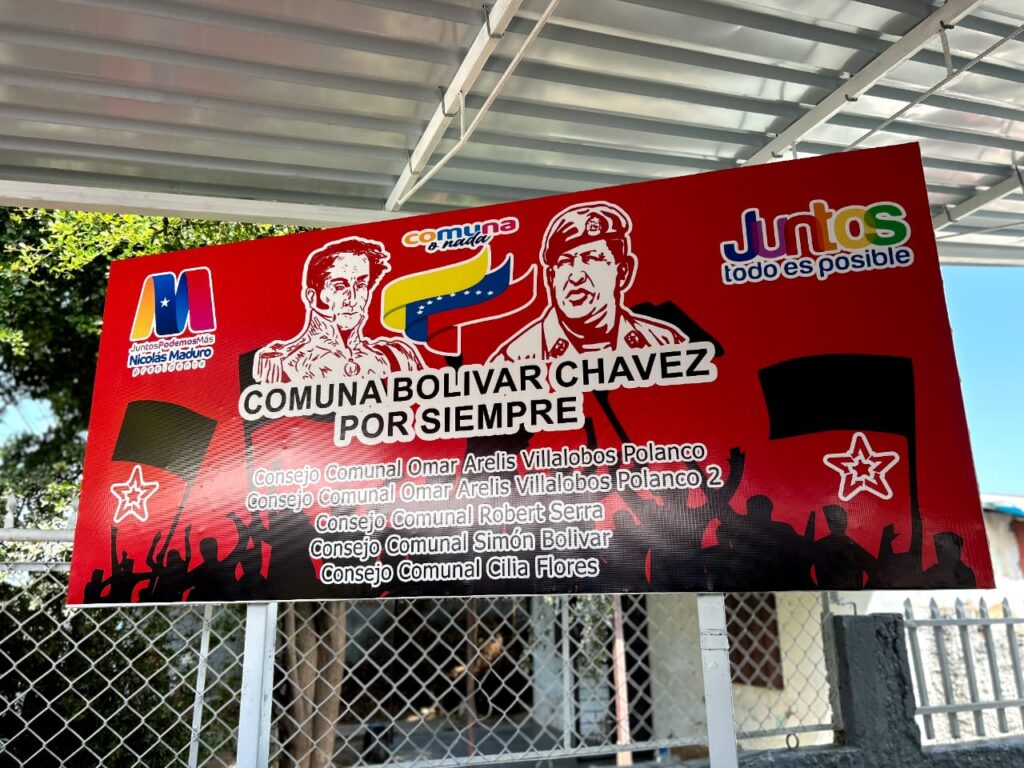 comuna
o nada
Juntos
todo es posible
M
JuntosPodemosMás
Nicolás Maduro
presidente
COMUNA BOLIVAR CHAVEZ
POR SIEMPRE
Consejo Comunal Omar Arelis Villalobos Polanco
Consejo Comunal Omar Arelis Villalobos Polanco 2
Consejo Comunal Robert Serra
Consejo Comunal Simón Bolivar
Consejo Comunal Cilia Flores